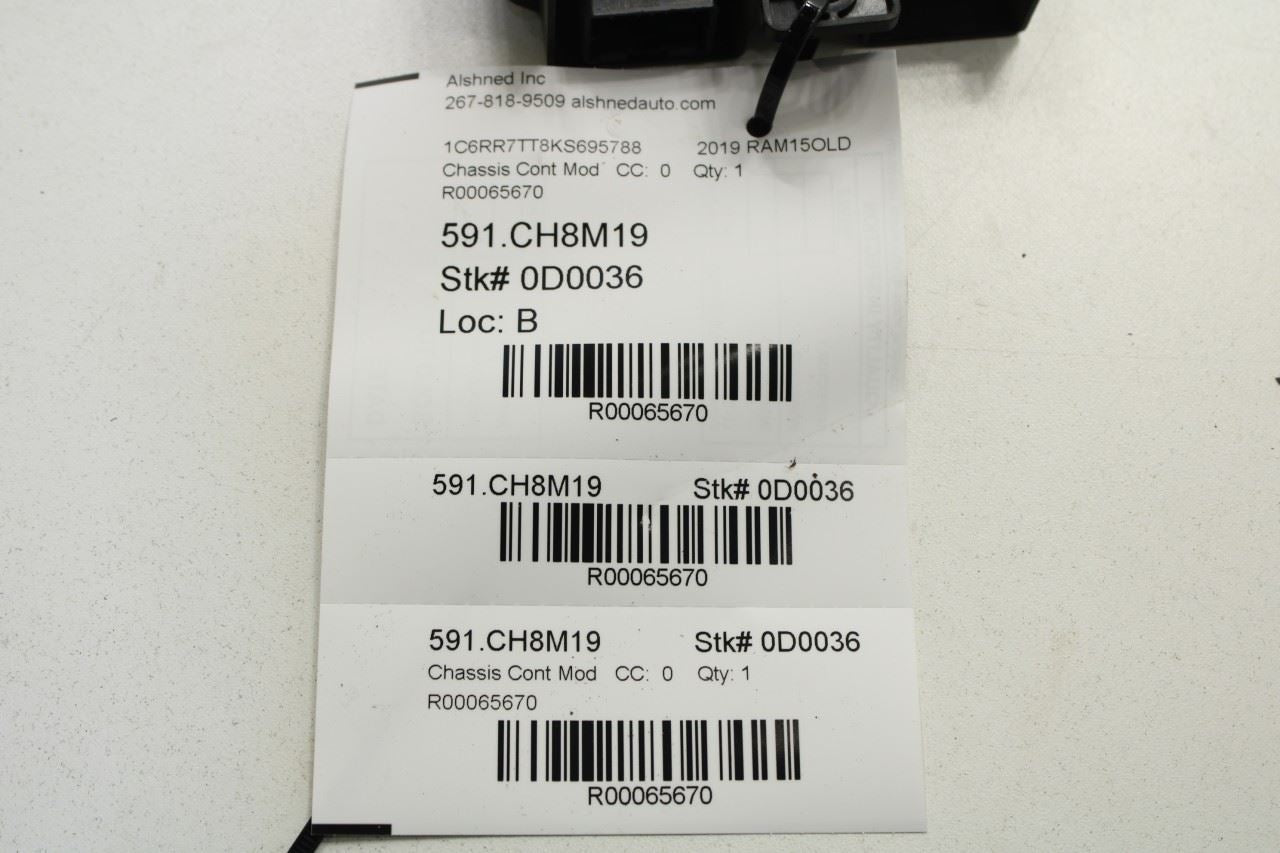 Alshned Inc
267-818-9509 alshnedauto.com
1C6RR7TT8KS695788 2019 RAM15OLD
Chassis Cont Mod CC: 0 Qty: 1
R00065670
591.CH8M19
Stk# 0D0036
Loc: B
R00065670
591.CH8M19 Stk# 0D0036
R00065670
591.CH8M19 Stk# 0D0036
Chassis Cont Mod CC: 0 Qty: 1
R00065670
R00065670